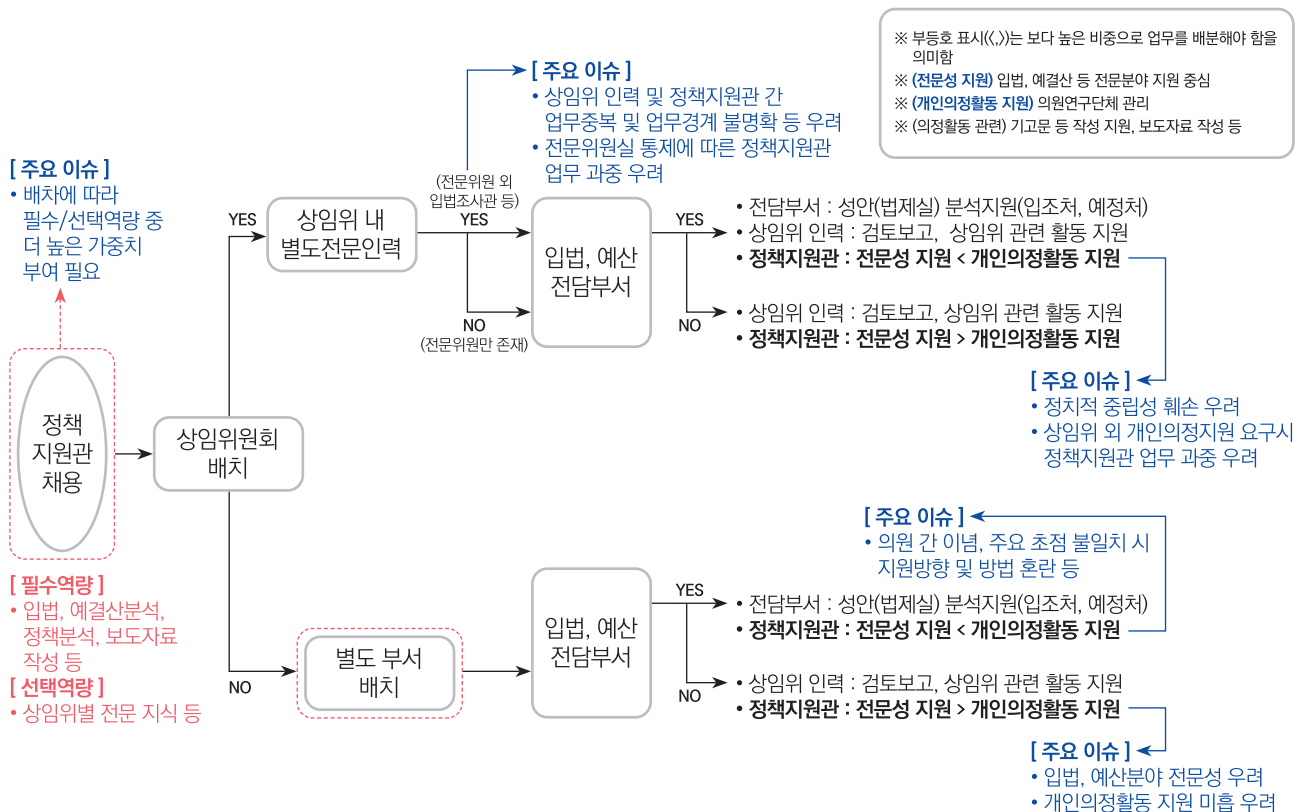 ※ 부등호 표시(〈,〉)는 보다 높은 비중으로 업무를 배분해야 함을
의미함
※ (전문성 지원) 입법, 예결산 등 전문분야 지원 중심
※ (개인의정활동 지원) 의원연구단체 관리
※ (의정활동 관련) 기고문 등 작성 지원, 보도자료 작성 등
[ 주요 이슈 ]
• 상임위 인력 및 정책지원관 간
업무중복 및 업무경계 불명확 등 우려
• 전문위원실 통제에 따른 정책지원관
업무 과중 우려
[ 주요 이슈 ]
• 배차에 따라
필수/선택역량 중
더 높은 가중치
부여 필요
정책
지원관
채용
[ 필수역량 ]
• 입법, 예결산분석,
정책분석, 보도자료
작성 등
[ 선택역량 ]
• 상임위별 전문 지식 등
상임위원회
배치
YES
상임위 내
별도전문인력
(전문위원 외
입법조사관 등)
YES
NO
(전문위원만 존재)
입법, 예산
전담부서
YES
• 전담부서 : 성안(법제실) 분석지원(입조처, 예정처)
• 상임위 인력 : 검토보고, 상임위 관련 활동 지원
• 정책지원관 : 전문성 지원 < 개인의정활동 지원
NO
• 상임위 인력 : 검토보고, 상임위 관련 활동 지원
• 정책지원관 : 전문성 지원 > 개인의정활동 지원
[ 주요 이슈 ]
• 정치적 중립성 훼손 우려
• 상임위 외 개인의정지원 요구시
정책지원관 업무 과중 우려
NO
별도 부서
배치
입법, 예산
전담부서
[ 주요 이슈 ]
• 의원 간 이념, 주요 초점 불일치 시
지원방향 및 방법 혼란 등
YES
• 전담부서 : 성안(법제실) 분석지원(입조처, 예정처)
• 정책지원관 : 전문성 지원 < 개인의정활동 지원
NO
• 상임위 인력 : 검토보고, 상임위 관련 활동 지원
• 정책지원관 : 전문성 지원 > 개인의정활동 지원
[ 주요 이슈 ]
• 입법, 예산분야 전문성 우려
• 개인의정활동 지원 미흡 우려